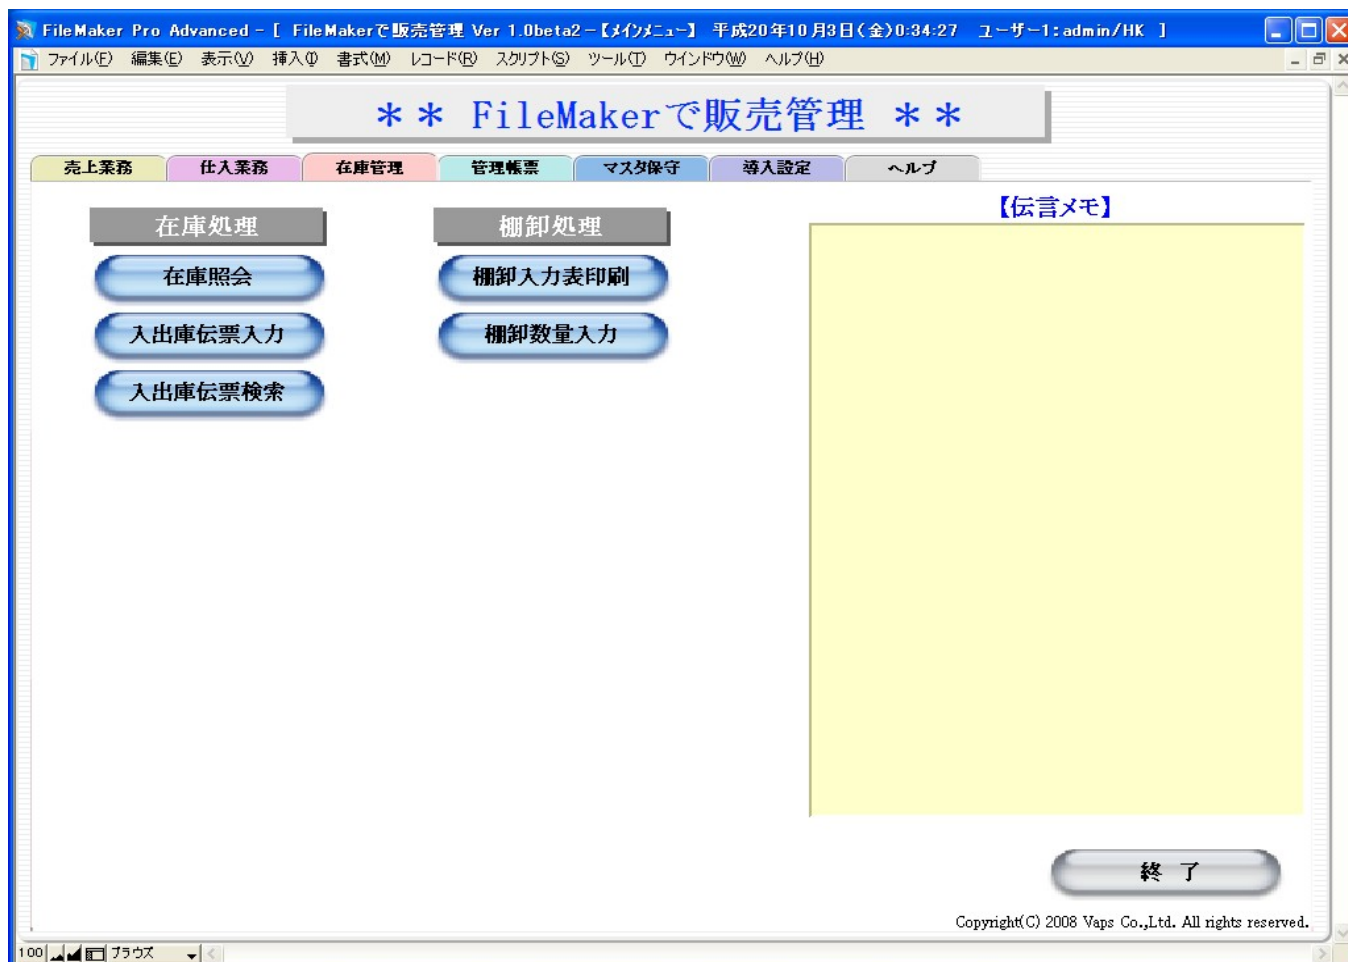 FileMaker Pro Advanced - [ FileMakerで販売管理 Ver 1.0beta2 -【メインメニュー】 平成20年10月3日(金)0:34:27 ユーザー1:admin/HK ]
ファイル(F) 編集(E) 表示(V) 挿入(I) 書式(M) レコード(R) スクリプト(S) ツール(T) ウインドウ(W) ヘルプ(H)
＊＊ FileMakerで販売管理 ＊＊
売上業務 仕入業務 在庫管理 管理帳票 マスタ保守 導入設定 ヘルプ
【伝言メモ】
在庫処理 棚卸処理
在庫照会 棚卸入力表印刷
入出庫伝票入力 棚卸数量入力
入出庫伝票検索
終 了
Copyright(C) 2008 Vaps Co.,Ltd. All rights reserved.
100 ブラウズ